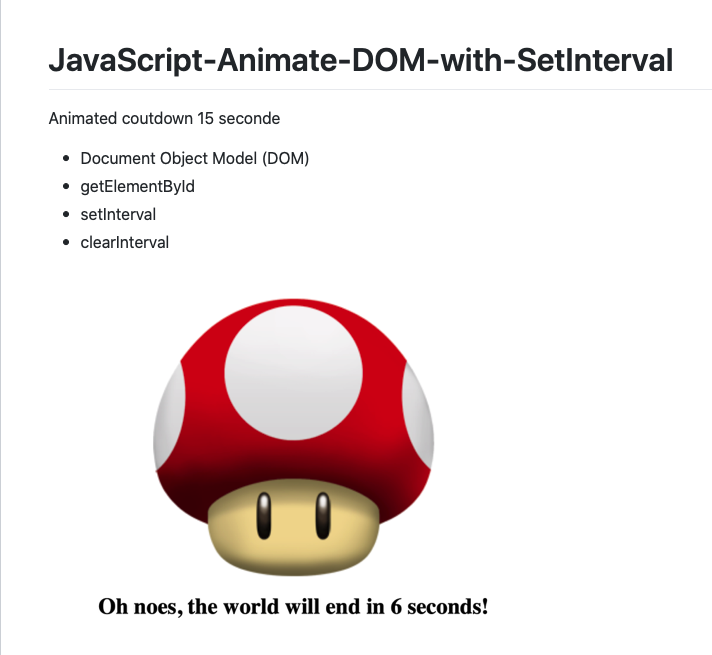 JavaScript-Animate-DOM-with-SetInterval
Animated coutdown 15 seconde
Document Object Model (DOM)
getElementById
setInterval
clearInterval
Oh noes, the world will end in 6 seconds!